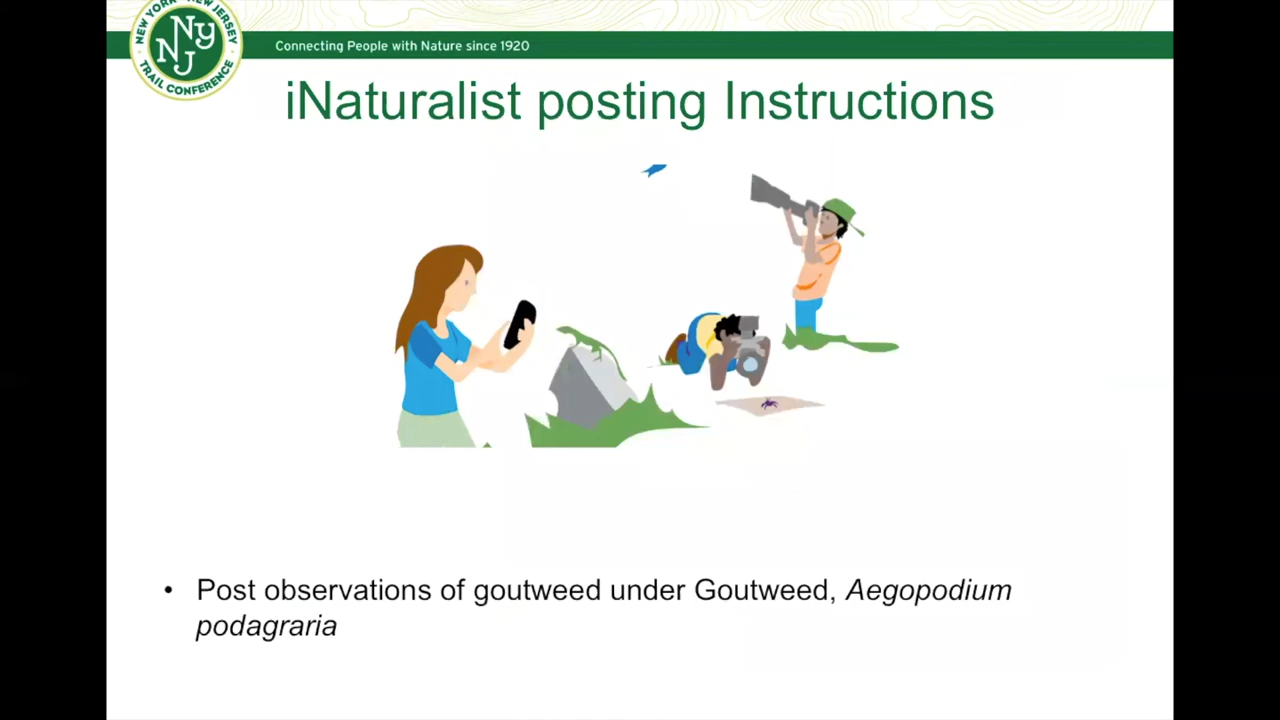 NEW YORK NEW JERSEY
NY
NJ
TRAIL CONFERENCE
Connecting People with Nature since 1920
iNaturalist posting Instructions
• Post observations of goutweed under Goutweed, Aegopodium
podagraria